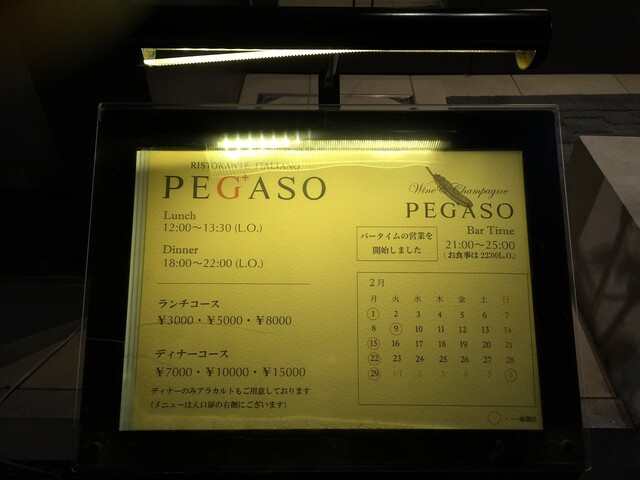 RISTORANTE ITALIANO
PEGASO
Lunch
12:00〜13:30 (L.O.)
Dinner
18:00〜22:00 (L.O.)
ランチコース
¥3000・¥5000・¥8000
ディナーコース
¥7000・¥10000・¥15000
ディナーのみアラカルトもご用意しております
(メニューは入口扉の右側にございます)
Wine & Champagne
PEGASO
Bar Time
バータイムの営業を
開始しました
21:00〜25:00
(お食事は22:00L.O.)
2月
月 火 水 木 金 土 日
1 2 3 4 5 6 7
8 9 10 11 12 13 14
15 16 17 18 19 20 21
22 23 24 25 26 27 28
29 1 2 3 4 5 6